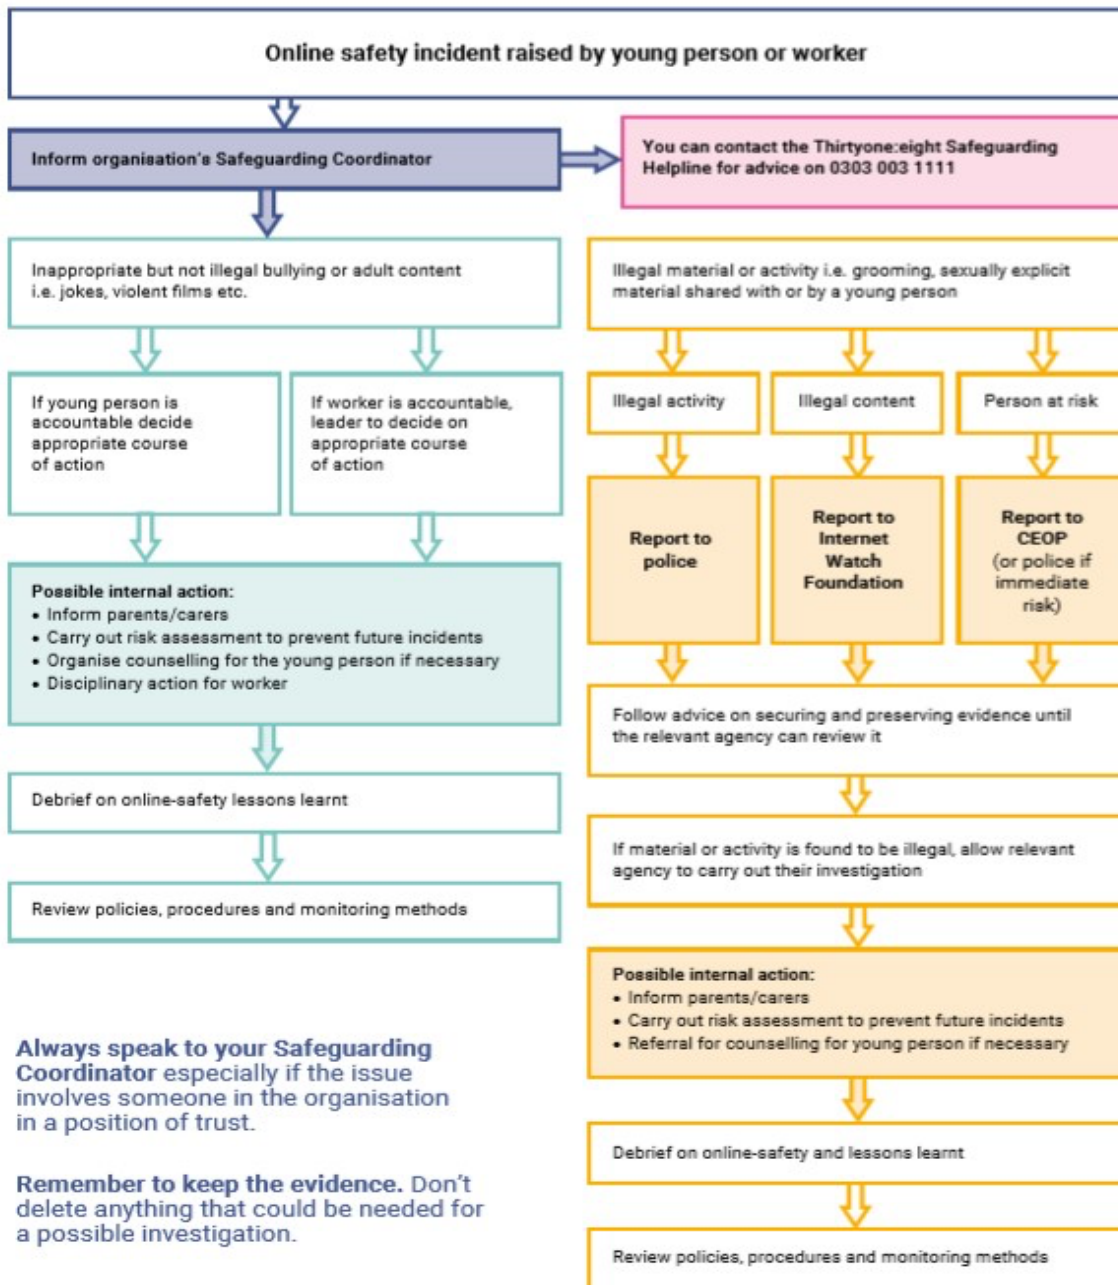 Online safety incident raised by young person or worker
Inform organisation's Safeguarding Coordinator
You can contact the Thirtyone:eight Safeguarding
Helpline for advice on 0303 003 1111
Inappropriate but not illegal bullying or adult content
i.e. jokes, violent films etc.
If young person is
accountable decide
appropriate course
of action
If worker is accountable,
leader to decide on
appropriate course
of action
Possible internal action:
• Inform parents/carers
• Carry out risk assessment to prevent future incidents
• Organise counselling for the young person if necessary
• Disciplinary action for worker
Debrief on online-safety lessons learnt
Review policies, procedures and monitoring methods
Illegal material or activity i.e. grooming, sexually explicit
material shared with or by a young person
Illegal activity
Illegal content
Person at risk
Report to
police
Report to
Internet
Watch
Foundation
Report to
CEOP
(or police if
immediate
risk)
Follow advice on securing and preserving evidence until
the relevant agency can review it
If material or activity is found to be illegal, allow relevant
agency to carry out their investigation
Possible internal action:
• Inform parents/carers
• Carry out risk assessment to prevent future incidents
• Referral for counselling for young person if necessary
Debrief on online-safety and lessons learnt
Review policies, procedures and monitoring methods
Always speak to your Safeguarding
Coordinator especially if the issue
involves someone in the organisation
in a position of trust.
Remember to keep the evidence. Don't
delete anything that could be needed for
a possible investigation.